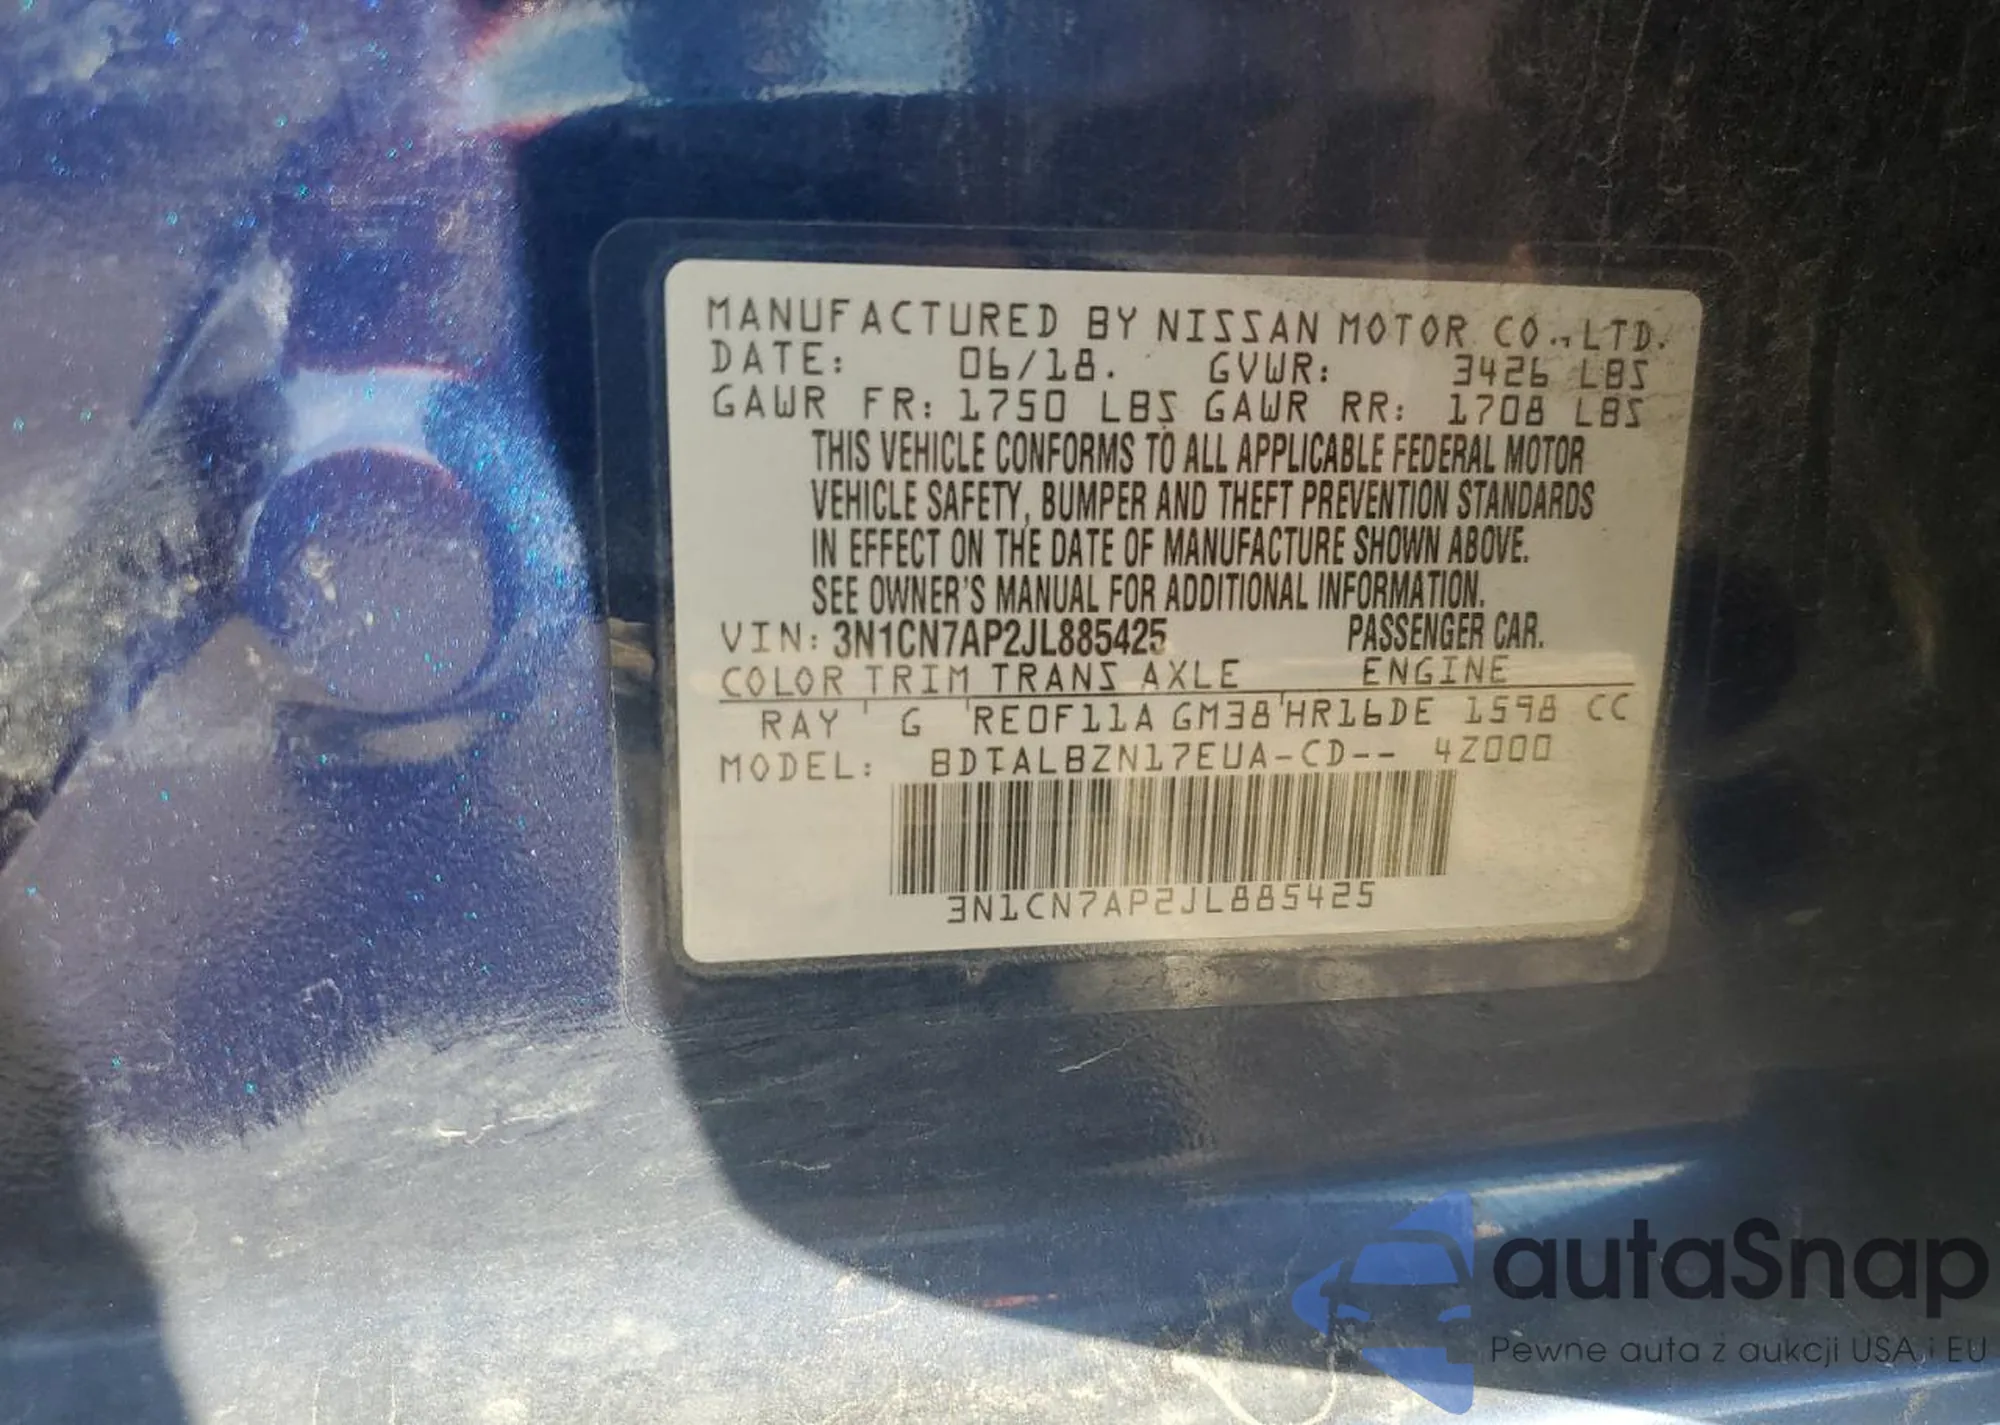 MANUFACTURED BY NISSAN MOTOR CO., LTD.
DATE: 06/18. GVWR: 3426 LBS
GAWR FR: 1750 LBS GAWR RR: 1708 LBS
THIS VEHICLE CONFORMS TO ALL APPLICABLE FEDERAL MOTOR
VEHICLE SAFETY, BUMPER AND THEFT PREVENTION STANDARDS
IN EFFECT ON THE DATE OF MANUFACTURE SHOWN ABOVE.
SEE OWNER'S MANUAL FOR ADDITIONAL INFORMATION.
VIN: 3N1CN7AP2JL885425 PASSENGER CAR.
COLOR TRIM TRANS AXLE ENGINE
RAY G RE0F11A GM38 HR16DE 1598 CC
MODEL: BDTALBZN17EUA-CD-- 4Z000
3N1CN7AP2JL885425
autaSnap
Pewne auta z aukcji USA i EU